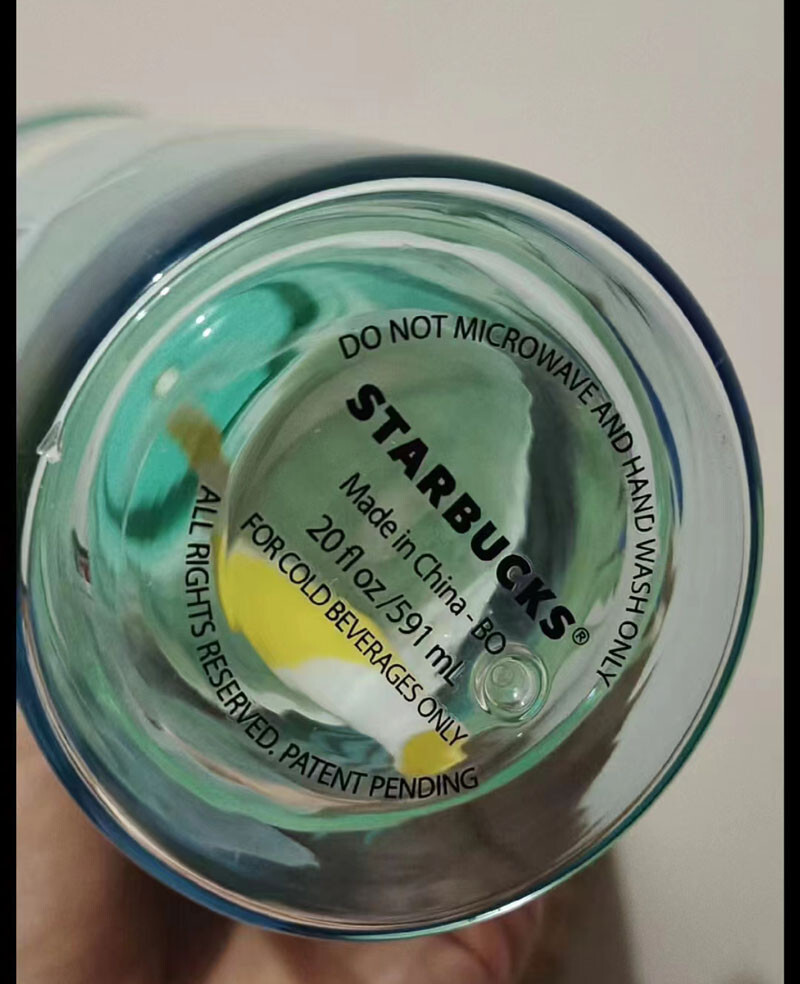 DO NOT MICROWAVE AND HAND WASH ONLY
STARBUCKS®
Made in China - BO
20 fl oz / 591 mL
FOR COLD BEVERAGES ONLY
ALL RIGHTS RESERVED. PATENT PENDING